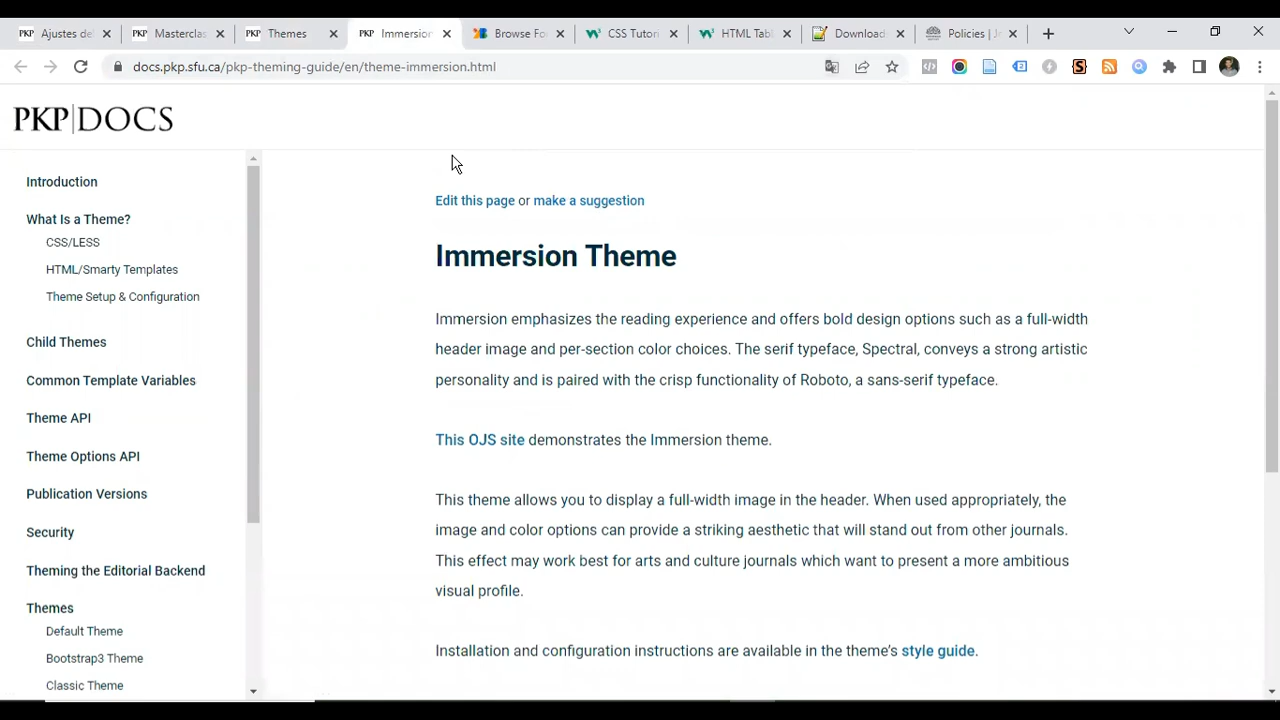 PKP Ajustes de
PKP Masterclas
PKP Themes
PKP Immersion
Browse Fo
CSS Tutori
HTML Tab
Download
Policies | Jo
docs.pkp.sfu.ca/pkp-theming-guide/en/theme-immersion.html
PKP|DOCS
Introduction
What Is a Theme?
CSS/LESS
HTML/Smarty Templates
Theme Setup & Configuration
Child Themes
Common Template Variables
Theme API
Theme Options API
Publication Versions
Security
Theming the Editorial Backend
Themes
Default Theme
Bootstrap3 Theme
Classic Theme
Edit this page or make a suggestion
Immersion Theme
Immersion emphasizes the reading experience and offers bold design options such as a full-width
header image and per-section color choices. The serif typeface, Spectral, conveys a strong artistic
personality and is paired with the crisp functionality of Roboto, a sans-serif typeface.
This OJS site demonstrates the Immersion theme.
This theme allows you to display a full-width image in the header. When used appropriately, the
image and color options can provide a striking aesthetic that will stand out from other journals.
This effect may work best for arts and culture journals which want to present a more ambitious
visual profile.
Installation and configuration instructions are available in the theme's style guide.